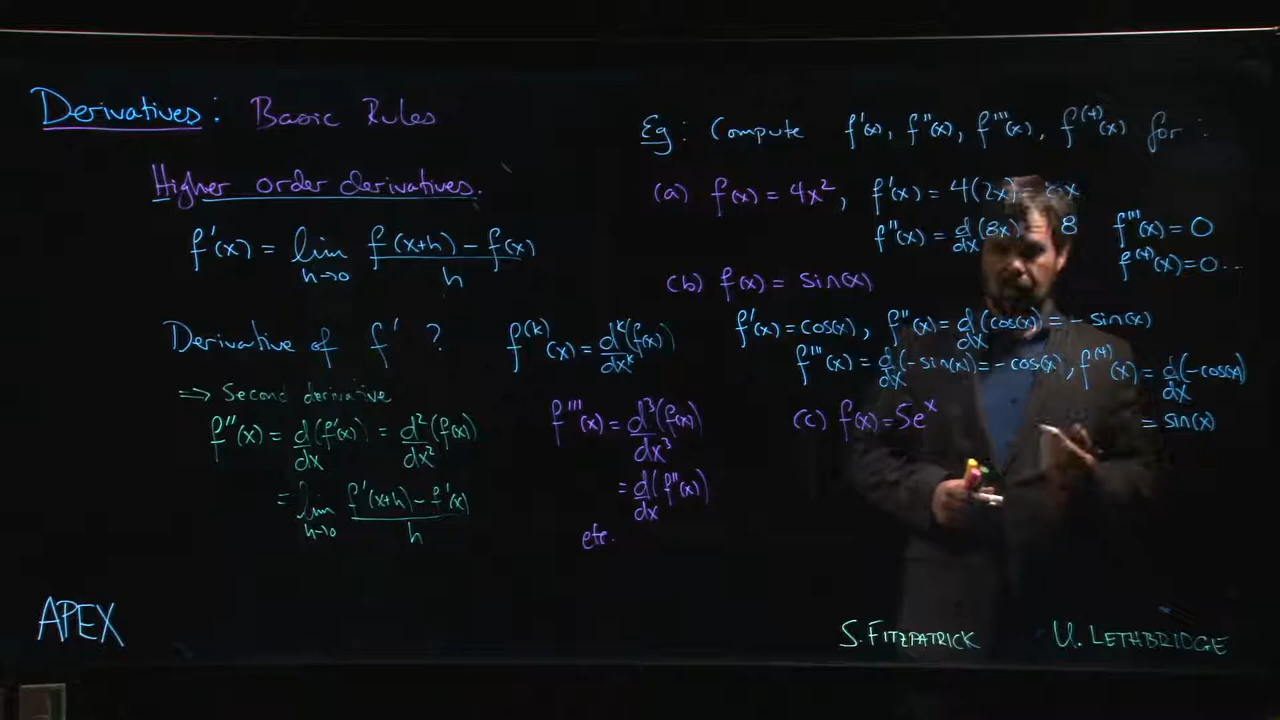 Derivatives: Basic Rules
Higher order derivatives.
f'(x) = lim h→0 f(x+h) − f(x) / h
Derivative of f' ?
⇒ Second derivative
f''(x) = d/dx (f'(x)) = d²/dx² (f(x))
= lim h→0 f'(x+h) − f'(x) / h
f^(k)(x) = d^k/dx^k (f(x))
f'''(x) = d³/dx³ (f(x))
= d/dx (f''(x))
etc.
APEX
Eg: Compute f'(x), f''(x), f'''(x), f^(4)(x) for :
(a) f(x) = 4x², f'(x) = 4(2x) = 8x
f''(x) = d/dx (8x) = 8 f'''(x) = 0
f^(4)(x) = 0...
(b) f(x) = sin(x)
f'(x) = cos(x), f''(x) = d/dx (cos(x)) = − sin(x)
f'''(x) = d/dx (−sin(x)) = − cos(x), f^(4)(x) = d/dx (−cos(x))
= sin(x)
(c) f(x) = 5e^x
S. FITZPATRICK U. LETHBRIDGE